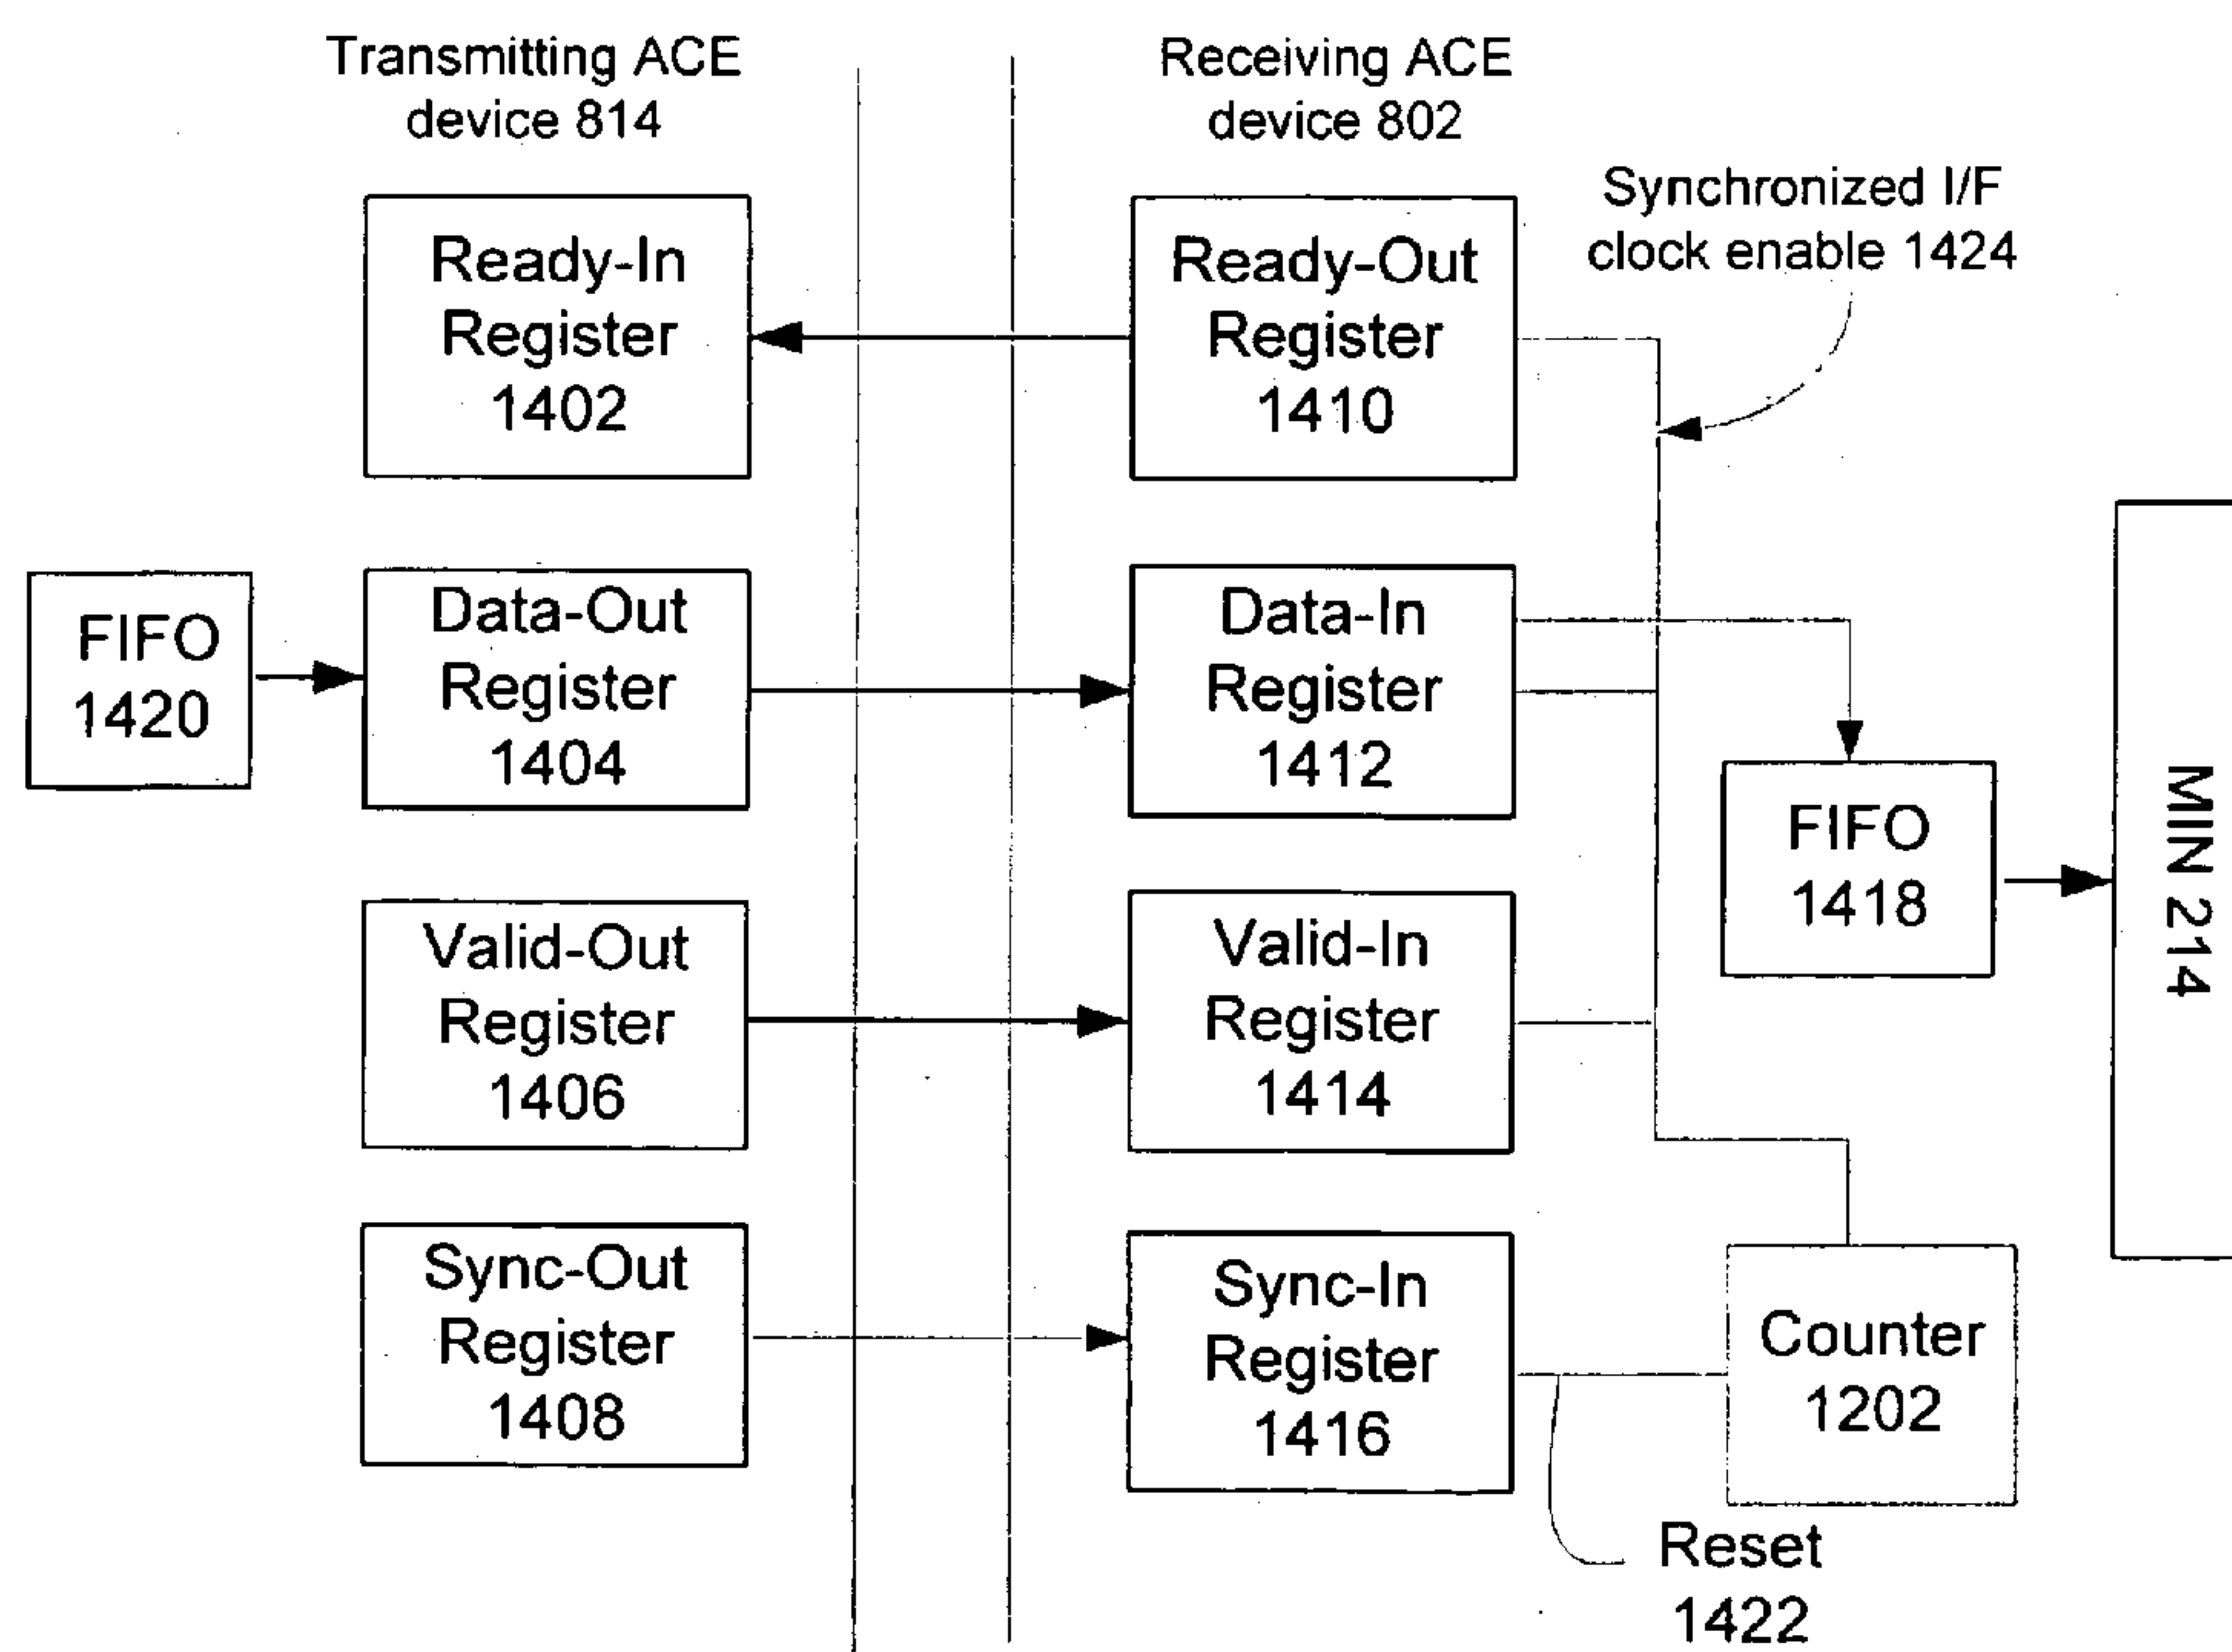 Transmitting ACE
device 814
Receiving ACE
device 802
Synchronized I/F
clock enable 1424
Ready-In
Register
1402
Ready-Out
Register
1410
FIFO
1420
Data-Out
Register
1404
Data-In
Register
1412
FIFO
1418
MIN 214
Valid-Out
Register
1406
Valid-In
Register
1414
Sync-Out
Register
1408
Sync-In
Register
1416
Counter
1202
Reset
1422